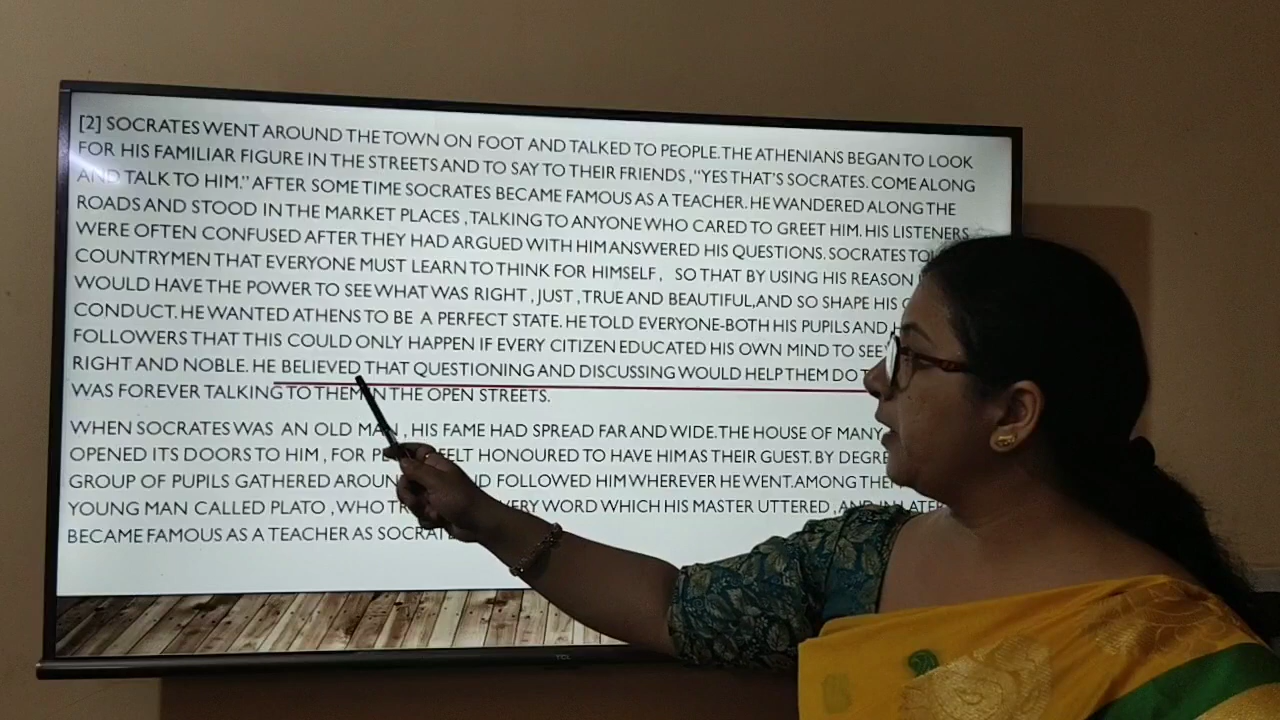 [2] SOCRATES WENT AROUND THE TOWN ON FOOT AND TALKED TO PEOPLE. THE ATHENIANS BEGAN TO LOOK
FOR HIS FAMILIAR FIGURE IN THE STREETS AND TO SAY TO THEIR FRIENDS , "YES THAT'S SOCRATES. COME ALONG
AND TALK TO HIM." AFTER SOME TIME SOCRATES BECAME FAMOUS AS A TEACHER. HE WANDERED ALONG THE
ROADS AND STOOD IN THE MARKET PLACES , TALKING TO ANYONE WHO CARED TO GREET HIM. HIS LISTENERS
WERE OFTEN CONFUSED AFTER THEY HAD ARGUED WITH HIM ANSWERED HIS QUESTIONS. SOCRATES
COUNTRYMEN THAT EVERYONE MUST LEARN TO THINK FOR HIMSELF , SO THAT BY USING HIS REASON
WOULD HAVE THE POWER TO SEE WHAT WAS RIGHT , JUST , TRUE AND BEAUTIFUL, AND SO SHAPE HIS
CONDUCT. HE WANTED ATHENS TO BE A PERFECT STATE. HE TOLD EVERYONE-BOTH HIS PUPILS AND
FOLLOWERS THAT THIS COULD ONLY HAPPEN IF EVERY CITIZEN EDUCATED HIS OWN MIND TO SEE
RIGHT AND NOBLE. HE BELIEVED THAT QUESTIONING AND DISCUSSING WOULD HELP THEM DO
WAS FOREVER TALKING TO THEM IN THE OPEN STREETS.
WHEN SOCRATES WAS AN OLD MAN , HIS FAME HAD SPREAD FAR AND WIDE. THE HOUSE OF MANY
OPENED ITS DOORS TO HIM , FOR FELT HONOURED TO HAVE HIM AS THEIR GUEST. BY
GROUP OF PUPILS GATHERED FOLLOWED HIM WHEREVER HE WENT. AMONG
YOUNG MAN CALLED PLATO , WHO WORD WHICH HIS MASTER UTTERED , AND IN
BECAME FAMOUS AS A TEACHER AS
TCL